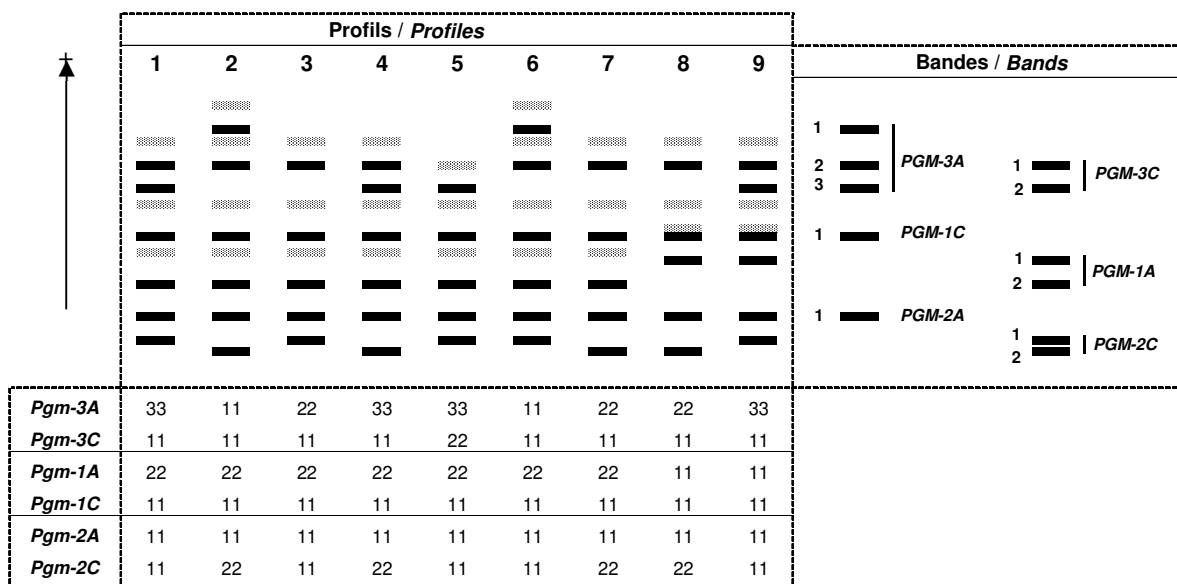 Profils / Profiles
1 2 3 4 5 6 7 8 9
Bandes / Bands
1
2 PGM-3A
3
1 PGM-3C
2
1 PGM-1C
1 PGM-1A
2
1 PGM-2A
1 PGM-2C
2
Pgm-3A 33 11 22 33 33 11 22 22 33
Pgm-3C 11 11 11 11 22 11 11 11 11
Pgm-1A 22 22 22 22 22 22 22 11 11
Pgm-1C 11 11 11 11 11 11 11 11 11
Pgm-2A 11 11 11 11 11 11 11 11 11
Pgm-2C 11 22 11 22 11 11 22 22 11